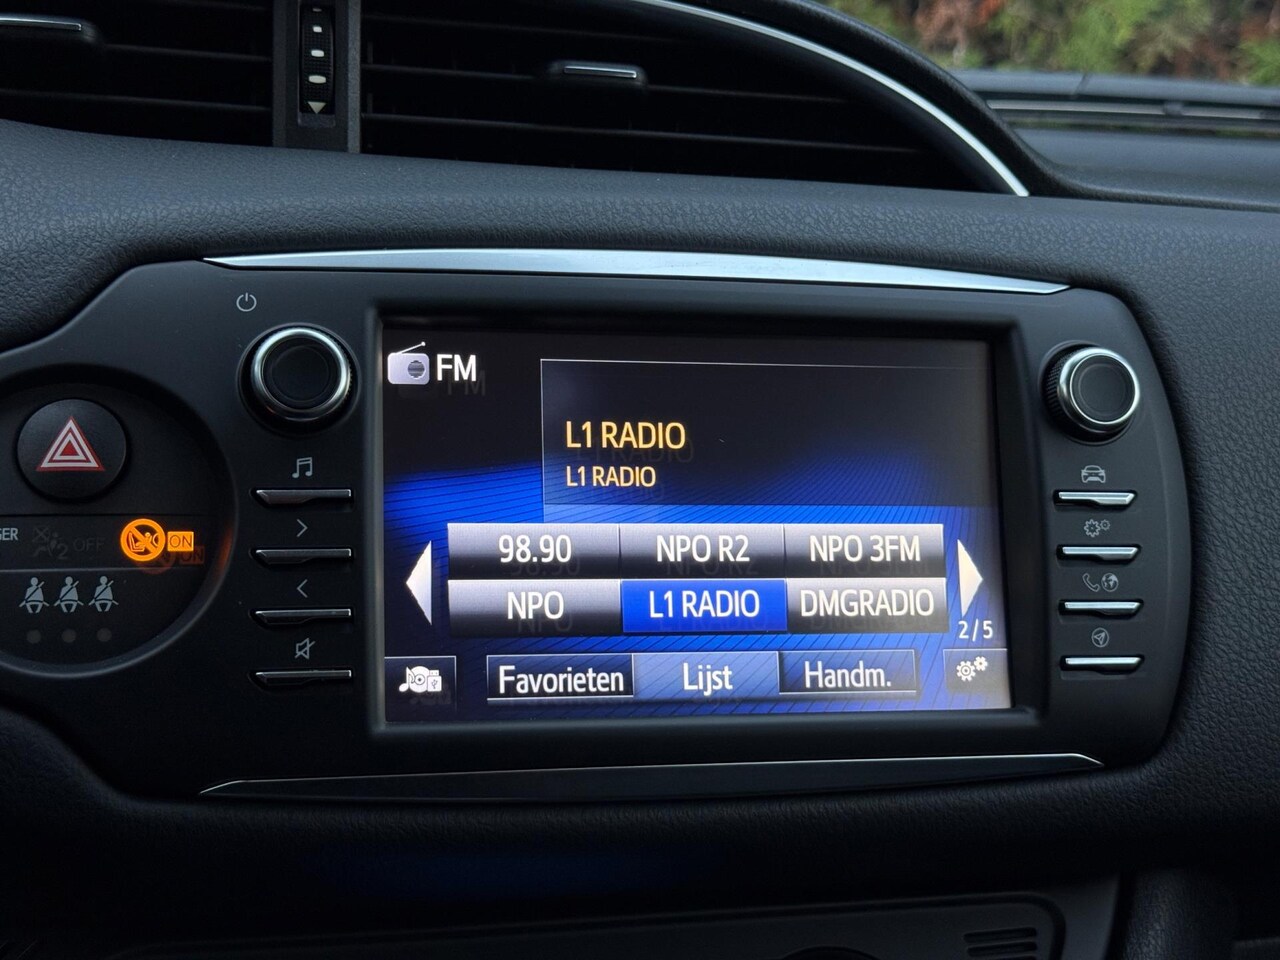 FM
L1 RADIO
L1 RADIO
98.90 NPO R2 NPO 3FM
NPO L1 RADIO DMGRADIO
2/5
Favorieten Lijst Handm.
2 OFF ON